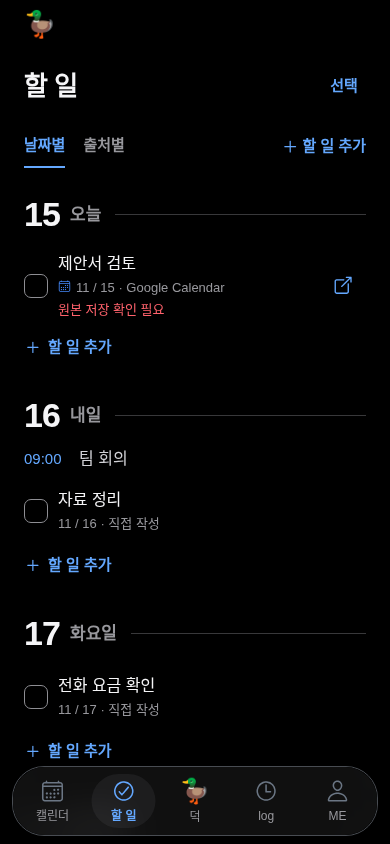 할 일
선택
날짜별 출처별 + 할 일 추가
15 오늘
제안서 검토
11 / 15 · Google Calendar
원본 저장 확인 필요
+ 할 일 추가
16 내일
09:00 팀 회의
자료 정리
11 / 16 · 직접 작성
+ 할 일 추가
17 화요일
전화 요금 확인
11 / 17 · 직접 작성
+ 할 일 추가
캘린더 할 일 덕 log ME